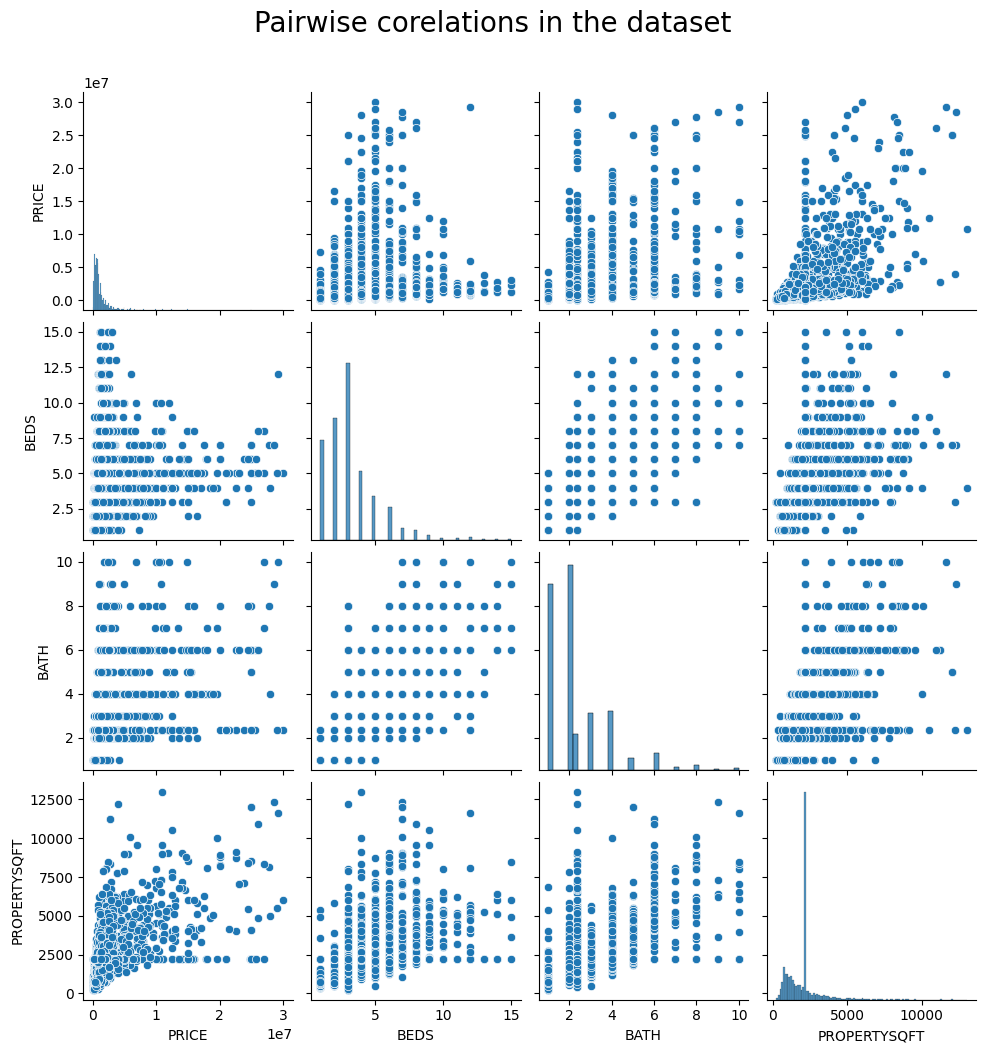 Pairwise corelations in the dataset
1e7
3.0
2.5
2.0
1.5
1.0
0.5
0.0
PRICE
15.0
12.5
10.0
7.5
5.0
2.5
BEDS
10
8
6
4
2
BATH
12500
10000
7500
5000
2500
0
PROPERTYSQFT
0 1 2 3
1e7
PRICE
5 10 15
BEDS
2 4 6 8 10
BATH
0 5000 10000
PROPERTYSQFT